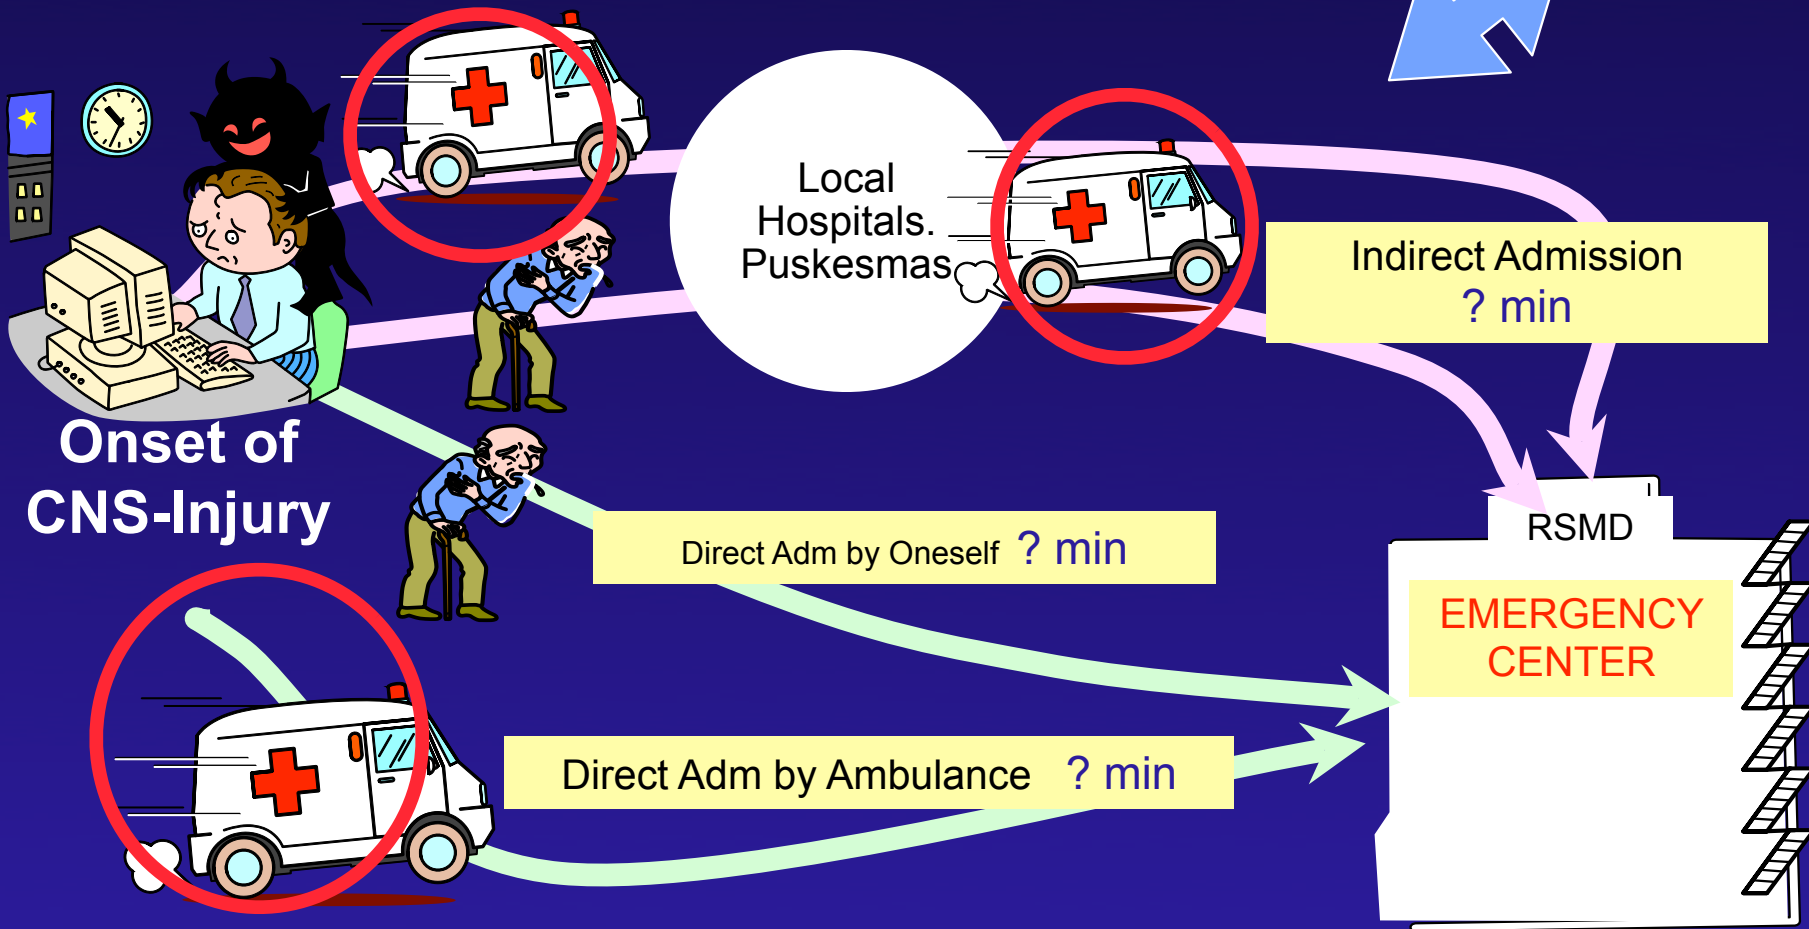 Local
Hospitals.
Puskesmas
Indirect Admission
? min
Onset of
CNS-Injury
RSMD
Direct Adm by Oneself ? min
EMERGENCY
CENTER
Direct Adm by Ambulance ? min